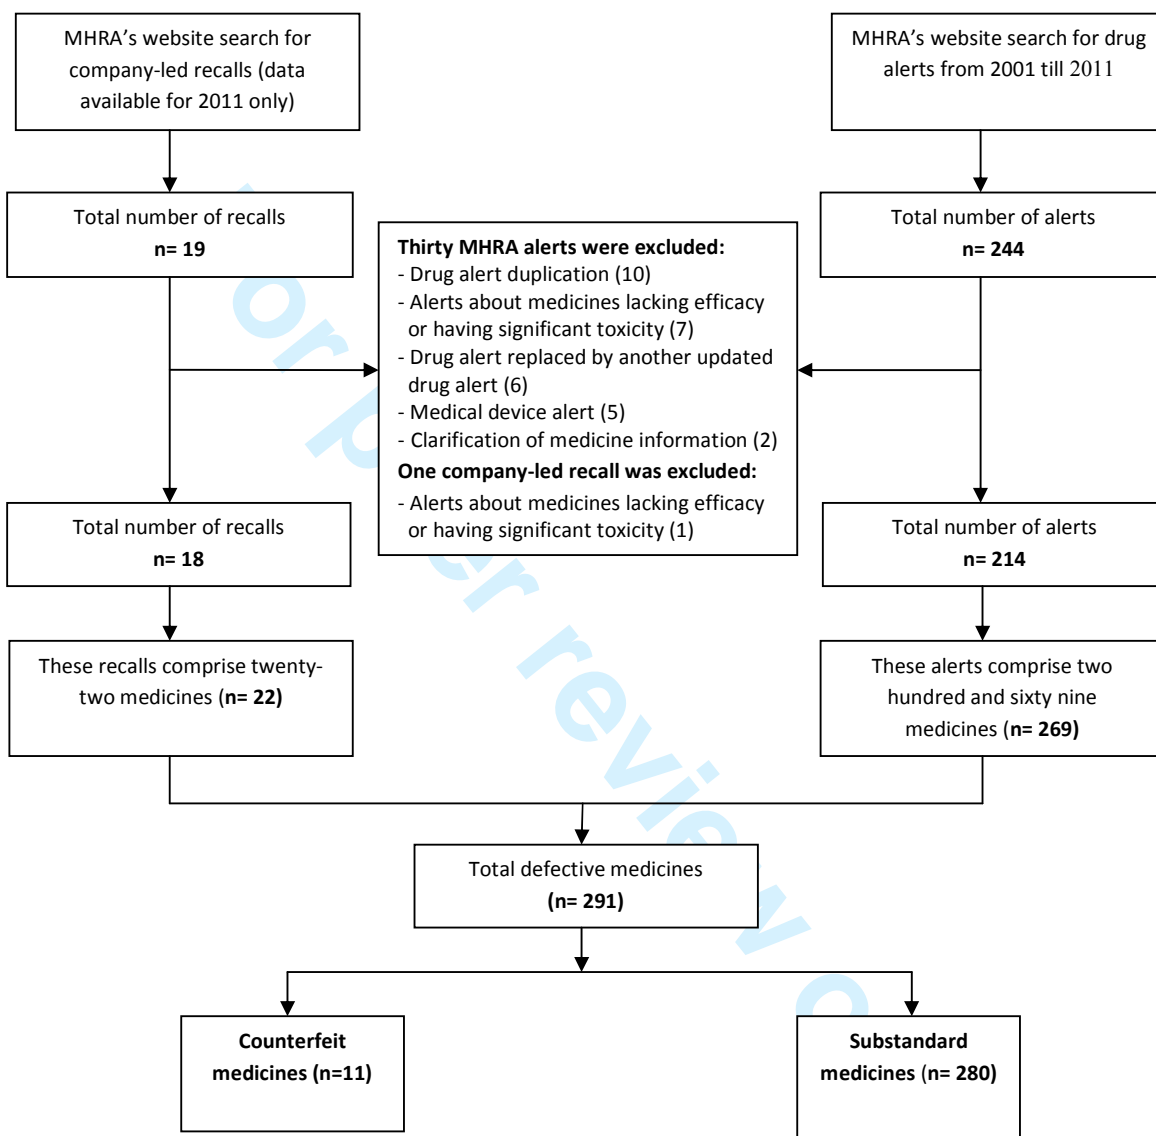 MHRA's website search for
company-led recalls (data
available for 2011 only)
MHRA's website search for drug
alerts from 2001 till 2011
Total number of recalls
n= 19
Total number of alerts
n= 244
Thirty MHRA alerts were excluded:
- Drug alert duplication (10)
- Alerts about medicines lacking efficacy
or having significant toxicity (7)
- Drug alert replaced by another updated
drug alert (6)
- Medical device alert (5)
- Clarification of medicine information (2)
One company-led recall was excluded:
- Alerts about medicines lacking efficacy
or having significant toxicity (1)
Total number of recalls
n= 18
Total number of alerts
n= 214
These recalls comprise twenty-
two medicines (n= 22)
These alerts comprise two
hundred and sixty nine
medicines (n= 269)
Total defective medicines
(n= 291)
Counterfeit
medicines (n=11)
Substandard
medicines (n= 280)
peer review